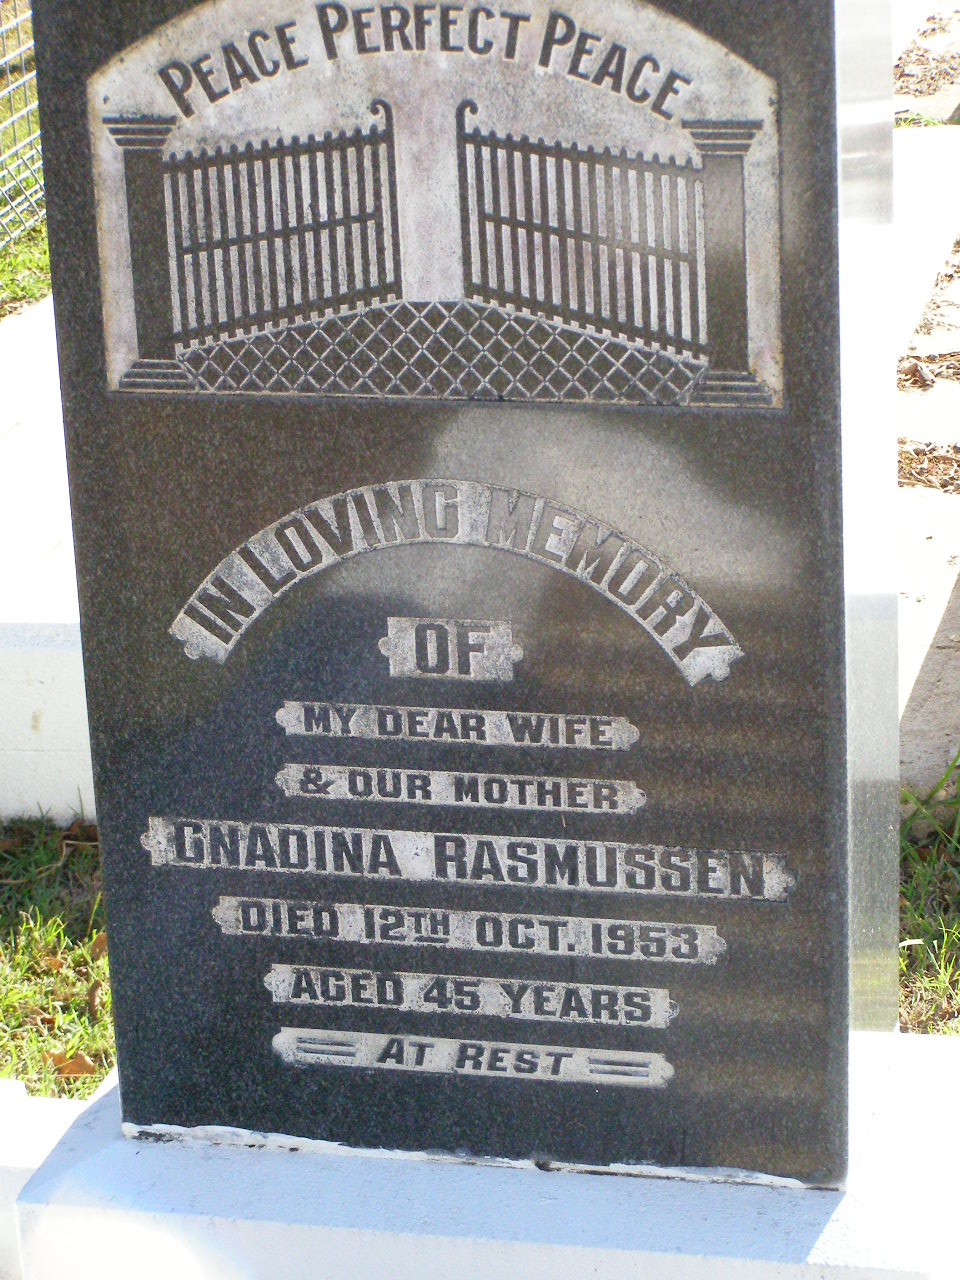 PEACE PERFECT PEACE
IN LOVING MEMORY
OF
MY DEAR WIFE
& OUR MOTHER
GNADINA RASMUSSEN
DIED 12TH OCT. 1953
AGED 45 YEARS
AT REST